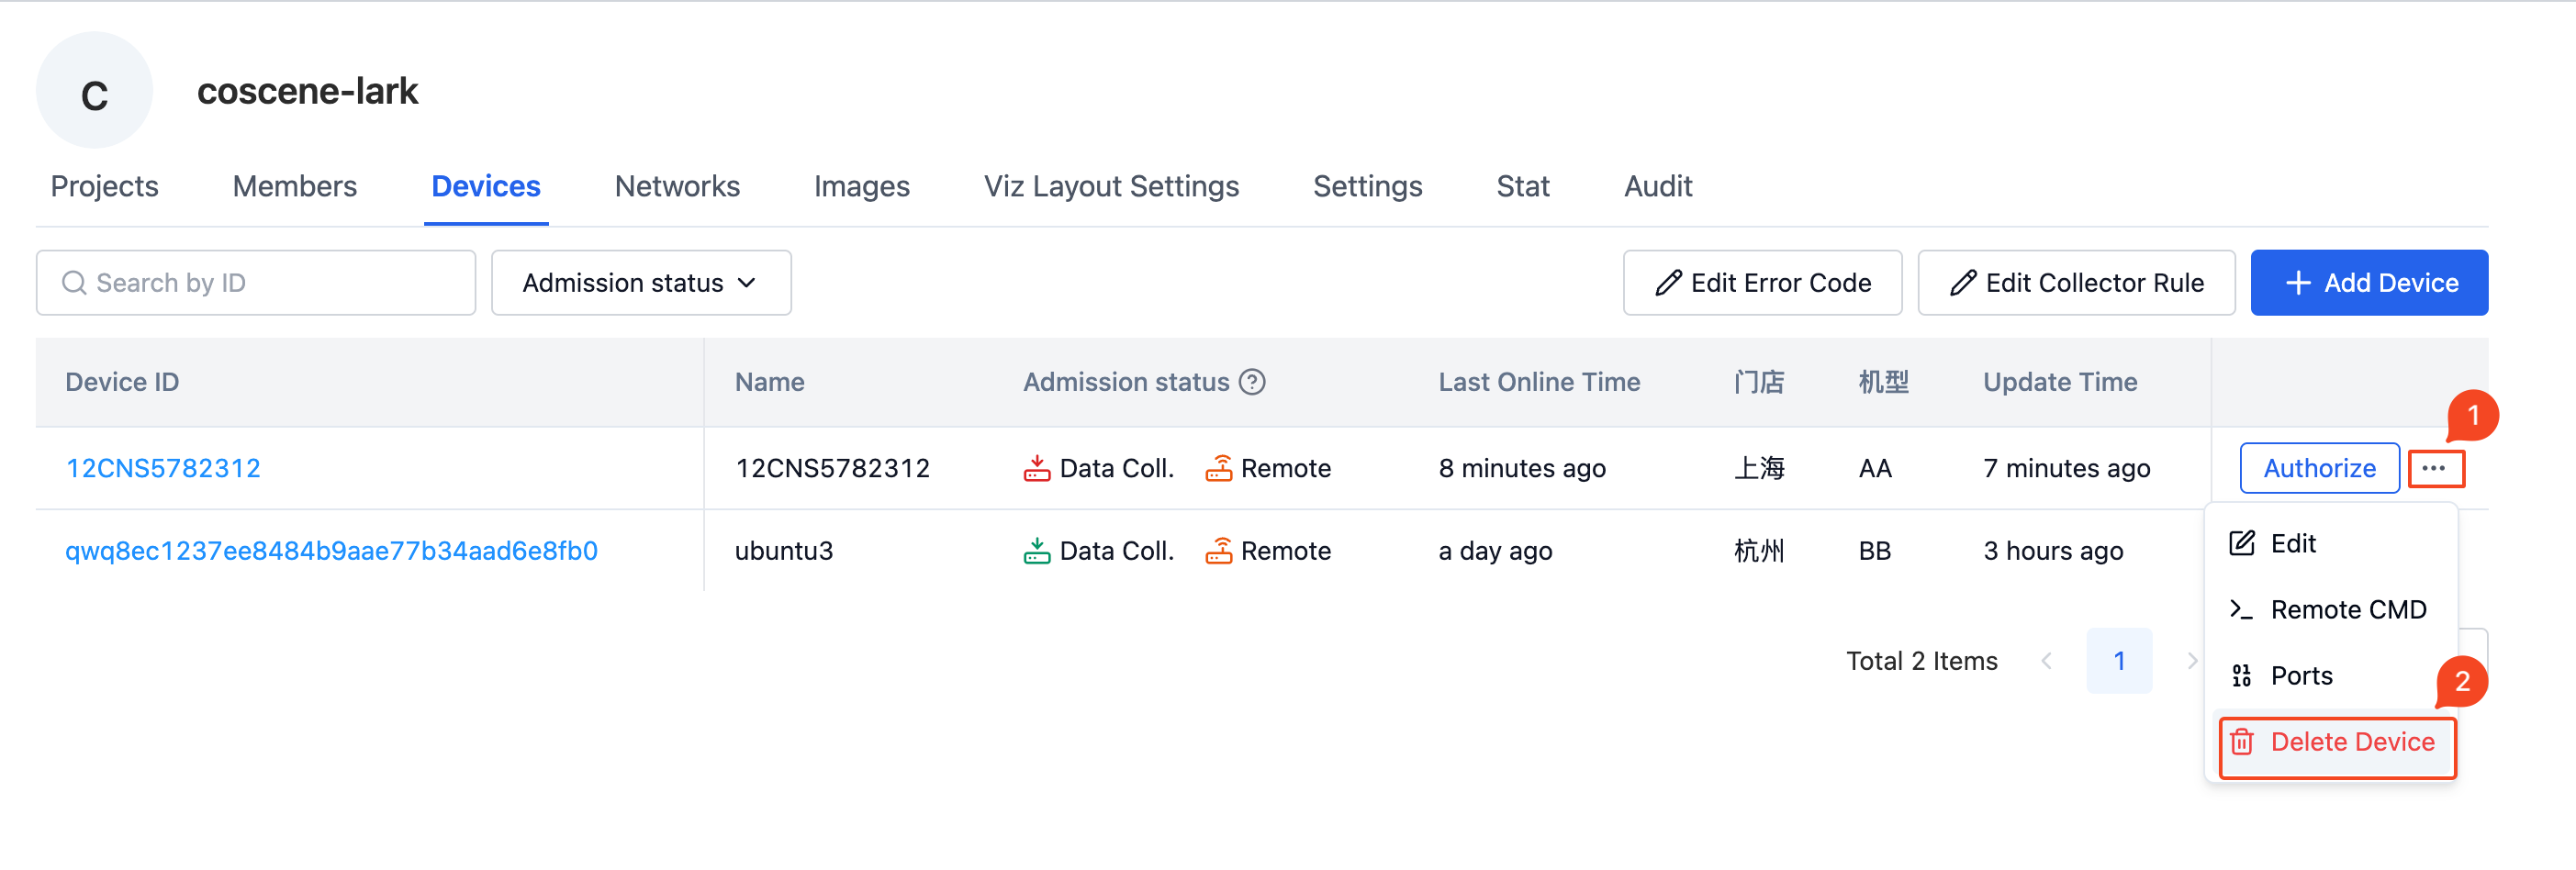 C
coscene-lark
Projects Members Devices Networks Images Viz Layout Settings Settings Stat Audit
Search by ID Admission status Edit Error Code Edit Collector Rule + Add Device
Device ID Name Admission status ? Last Online Time 门店 机型 Update Time
1
12CNS5782312 12CNS5782312 Data Coll. Remote 8 minutes ago 上海 AA 7 minutes ago Authorize ...
qwq8ec1237ee8484b9aae77b34aad6e8fb0 ubuntu3 Data Coll. Remote a day ago 杭州 BB 3 hours ago
Edit
Remote CMD
Total 2 Items < 1 >
Ports
2
Delete Device